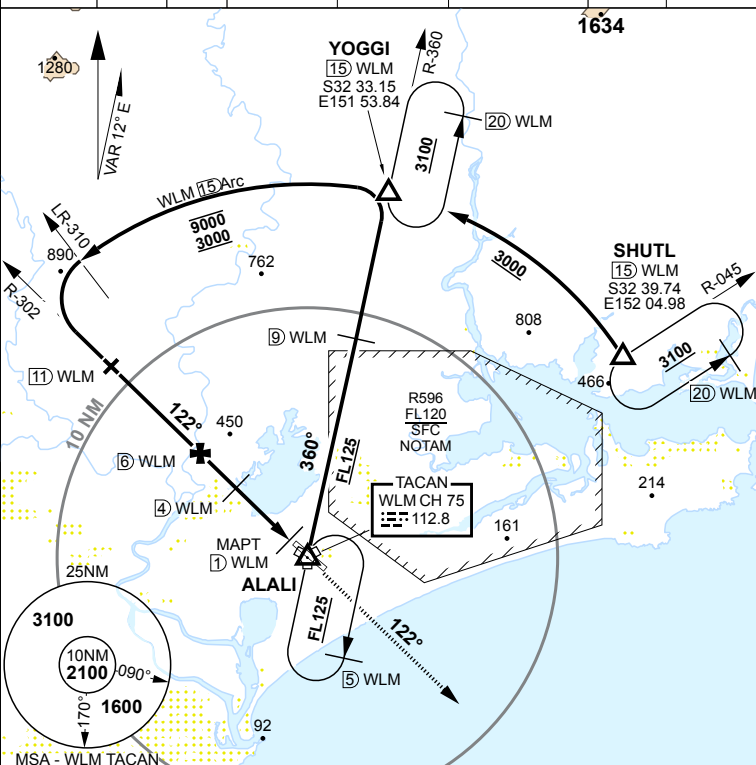 1634
1280
VAR 12° E
YOGGI
15 WLM
S32 33.15
E151 53.84
R-360
20 WLM
3100
WLM 15 Arc
9000
3000
LR-310
890
R-302
762
3000
SHUTL
15 WLM
S32 39.74
E152 04.98
R-045
808
3100
466
20 WLM
9 WLM
11 WLM
10 NM
122°
450
R596
FL120
SFC
NOTAM
360°
FL125
6 WLM
4 WLM
TACAN
WLM CH 75
112.8
214
161
MAPT
1 WLM
ALALI
FL125
122°
5 WLM
25NM
3100
10NM
2100
090°
170°
1600
92
MSA - WLM TACAN